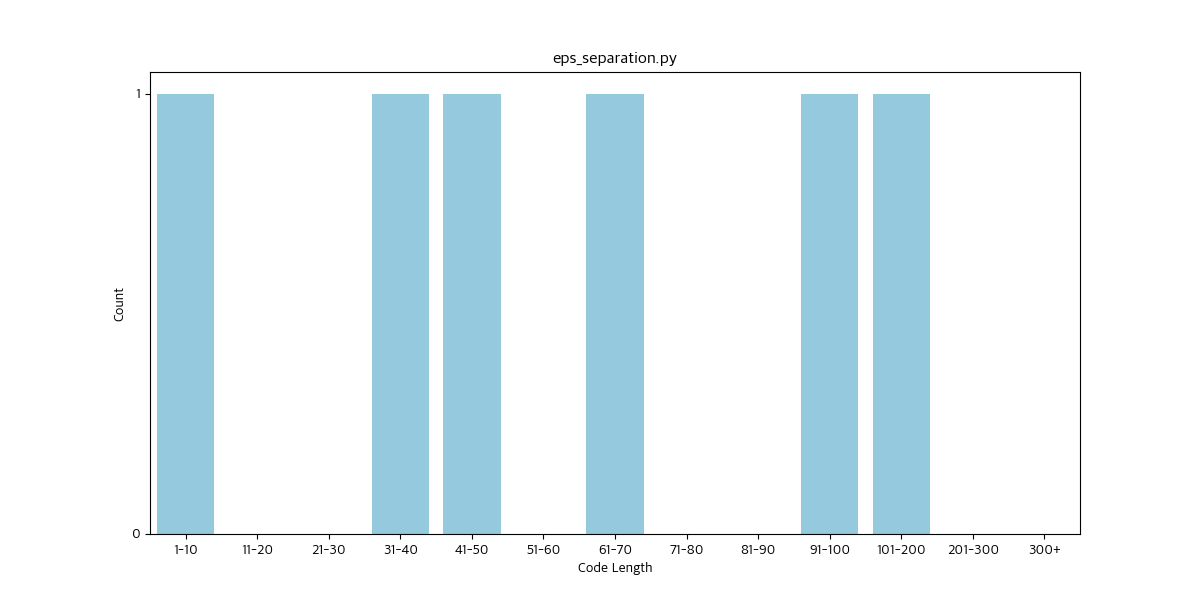 eps_separation.py
1
Count
0
1-10 11-20 21-30 31-40 41-50 51-60 61-70 71-80 81-90 91-100 101-200 201-300 300+
Code Length